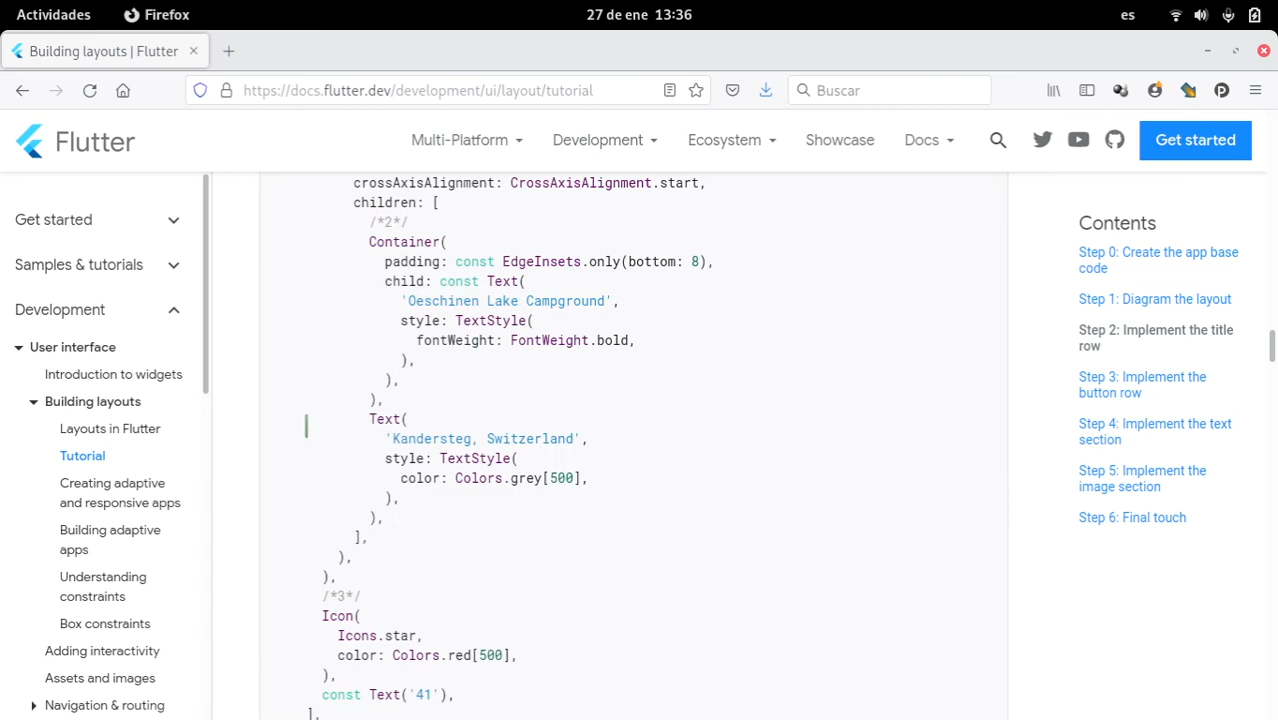 Actividades
Firefox
27 de ene 13:36
es
Building layouts | Flutter
https://docs.flutter.dev/development/ui/layout/tutorial
Buscar
Flutter
Multi-Platform
Development
Ecosystem
Showcase
Docs
Get started
Get started
Samples & tutorials
Development
User interface
Introduction to widgets
Building layouts
Layouts in Flutter
Tutorial
Creating adaptive
and responsive apps
Building adaptive
apps
Understanding
constraints
Box constraints
Adding interactivity
Assets and images
Navigation & routing
crossAxisAlignment: CrossAxisAlignment.start,
children: [
/*2*/
Container(
padding: const EdgeInsets.only(bottom: 8),
child: const Text(
'Oeschinen Lake Campground',
style: TextStyle(
fontWeight: FontWeight.bold,
),
),
),
Text(
'Kandersteg, Switzerland',
style: TextStyle(
color: Colors.grey[500],
),
),
],
),
),
/*3*/
Icon(
Icons.star,
color: Colors.red[500],
),
const Text('41'),
],
Contents
Step 0: Create the app base
code
Step 1: Diagram the layout
Step 2: Implement the title
row
Step 3: Implement the
button row
Step 4: Implement the text
section
Step 5: Implement the
image section
Step 6: Final touch